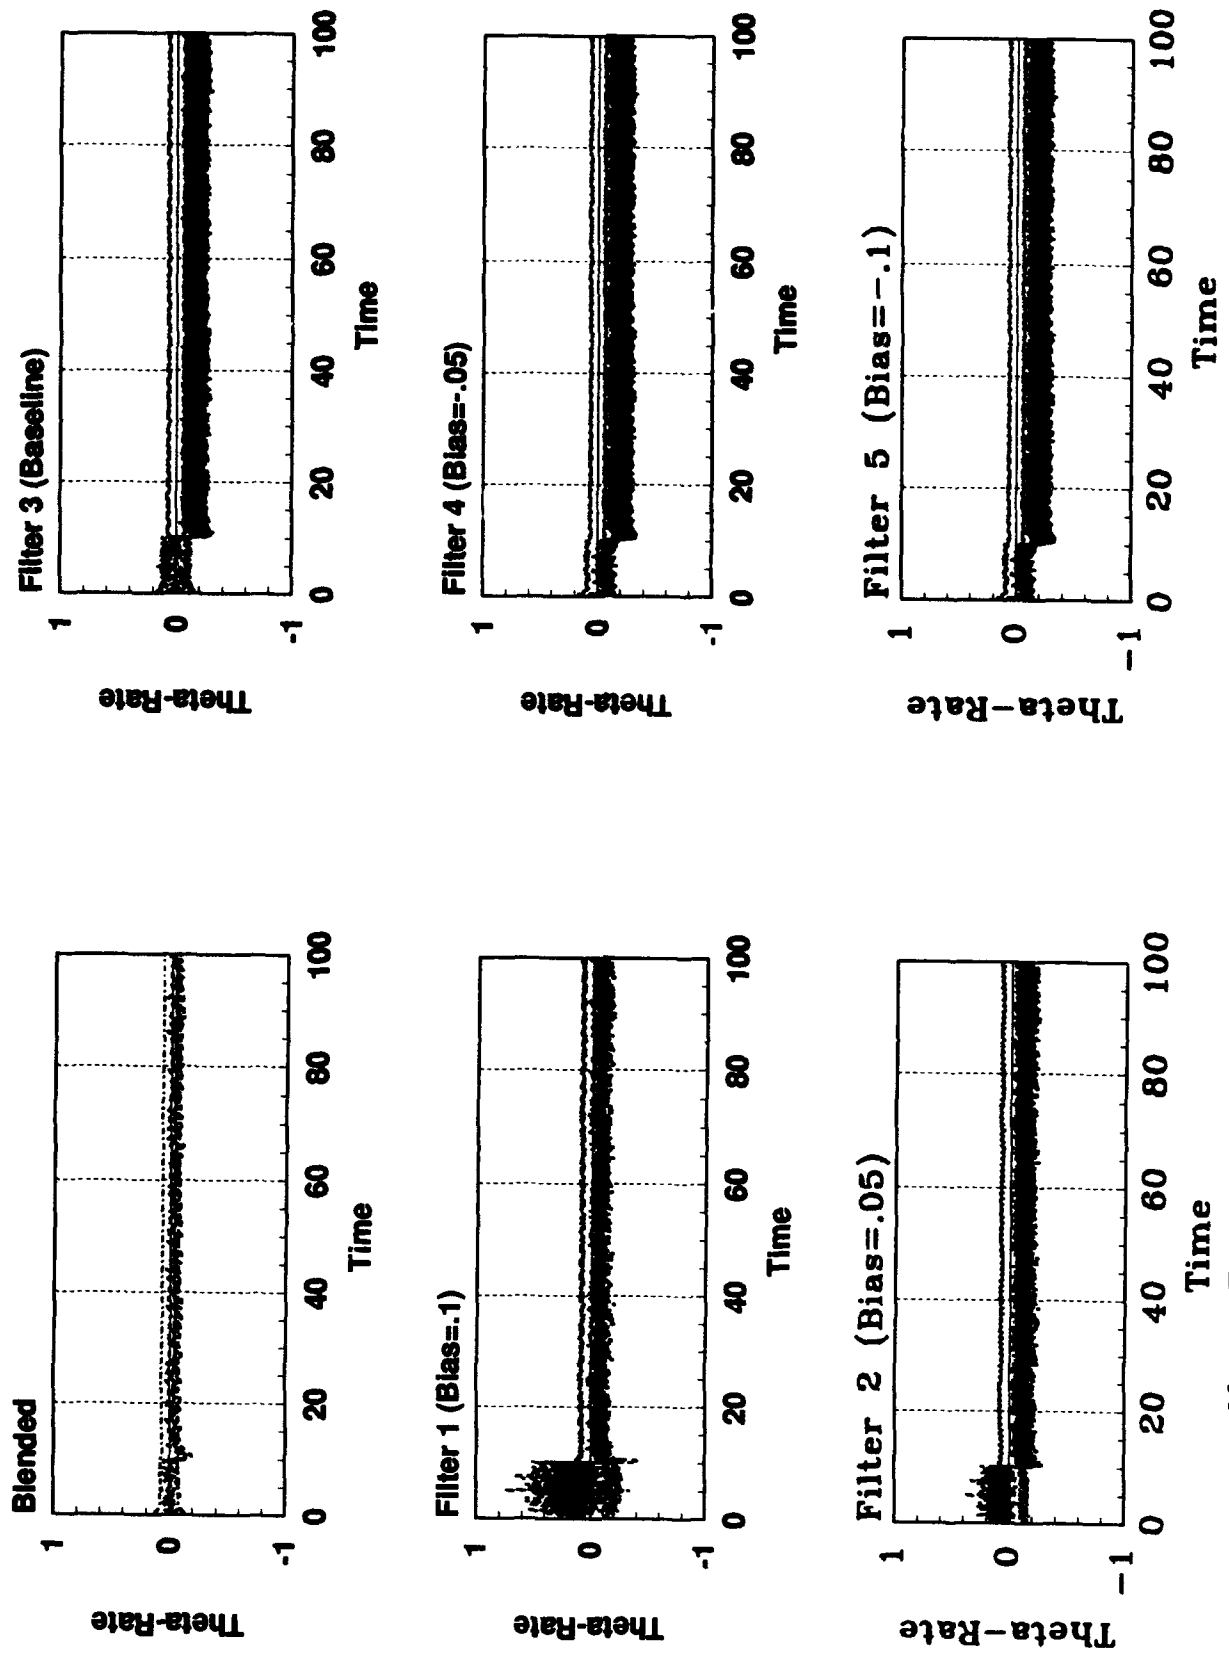 Blended
1
0
-1
Theta-Rate
0 20 40 60 80 100
Time
Filter 3 (Baseline)
1
0
-1
Theta-Rate
0 20 40 60 80 100
Time
Filter 1 (Bias=.1)
1
0
-1
Theta-Rate
0 20 40 60 80 100
Time
Filter 4 (Bias=-.05)
1
0
-1
Theta-Rate
0 20 40 60 80 100
Time
Filter 2 (Bias=.05)
1
0
-1
Theta-Rate
0 20 40 60 80 100
Time
Filter 5 (Bias=-.1)
1
0
-1
Theta-Rate
0 20 40 60 80 100
Time